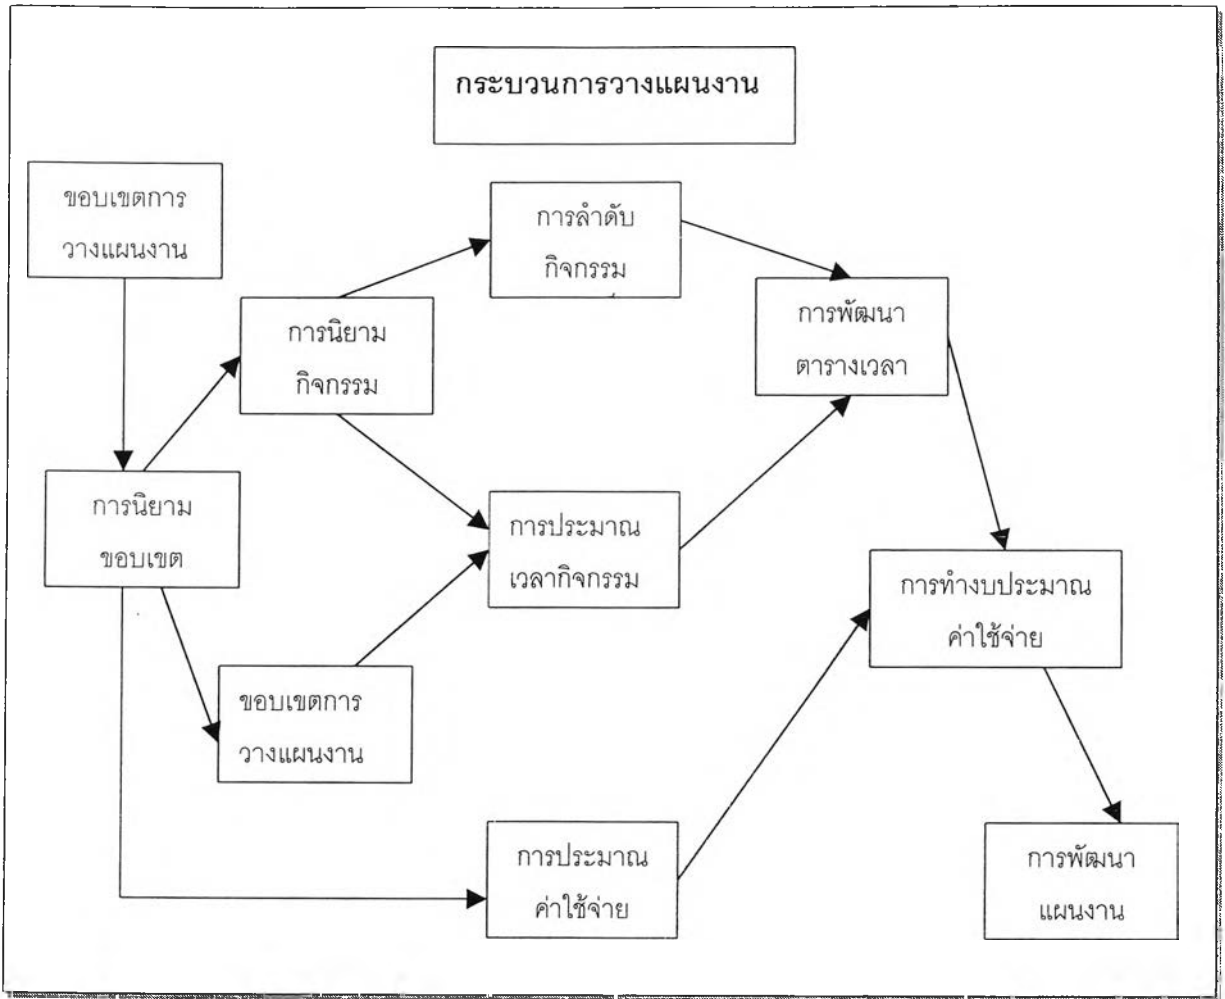 กระบวนการวางแผนงาน
ขอบเขตการ
วางแผนงาน
การลำดับ
กิจกรรม
การนิยาม
กิจกรรม
การพัฒนา
ตารางเวลา
การนิยาม
ขอบเขต
การประมาณ
เวลากิจกรรม
การทำงบประมาณ
ค่าใช้จ่าย
ขอบเขตการ
วางแผนงาน
การประมาณ
ค่าใช้จ่าย
การพัฒนา
แผนงาน